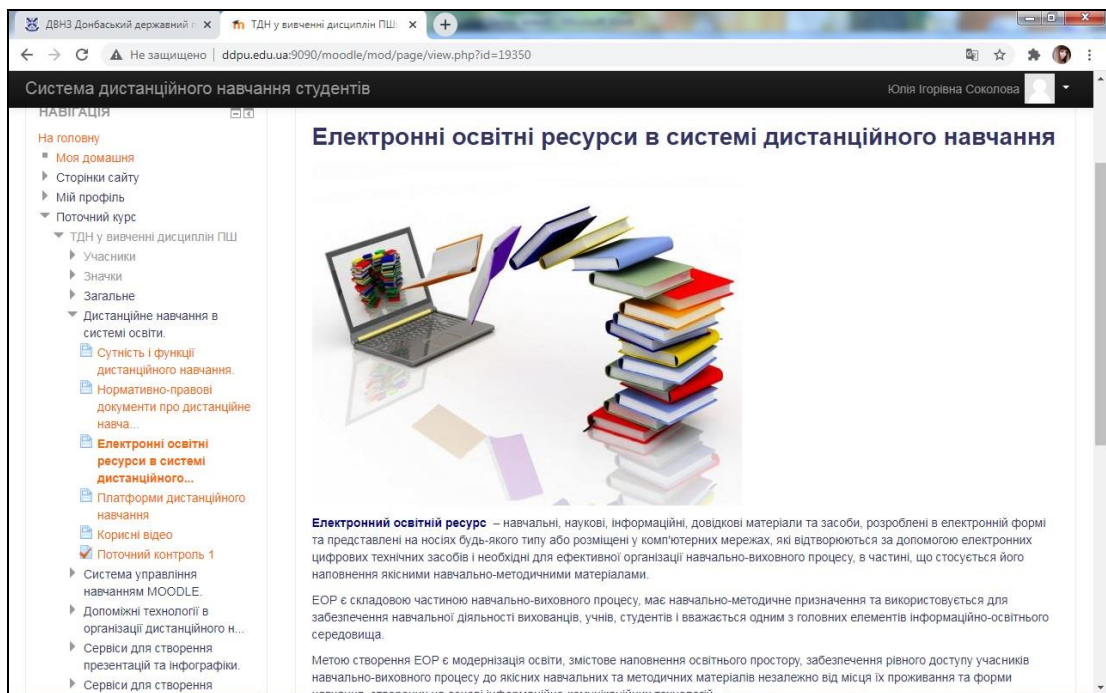 ДВНЗ Донбаський державний п
ТДН у вивченні дисциплін ПШ:
Не защищено | ddpu.edu.ua:9090/moodle/mod/page/view.php?id=19350
Система дистанційного навчання студентів
Юлія Ігорівна Соколова
НАВІГАЦІЯ
На головну
Моя домашня
Сторінки сайту
Мій профіль
Поточний курс
ТДН у вивченні дисциплін ПШ
Учасники
Значки
Загальне
Дистанційне навчання в
системі освіти.
Сутність і функції
дистанційного навчання.
Нормативно-правові
документи про дистанційне
навча...
Електронні освітні
ресурси в системі
дистанційного...
Платформи дистанційного
навчання
Корисні відео
Поточний контроль 1
Система управління
навчанням MOODLE.
Допоміжні технології в
організації дистанційного н...
Сервіси для створення
презентацій та інфографіки.
Сервіси для створення
Електронні освітні ресурси в системі дистанційного навчання
Електронний освітній ресурс – навчальні, наукові, інформаційні, довідкові матеріали та засоби, розроблені в електронній формі
та представлені на носіях будь-якого типу або розміщені у комп'ютерних мережах, які відтворюються за допомогою електронних
цифрових технічних засобів і необхідні для ефективної організації навчально-виховного процесу, в частині, що стосується його
наповнення якісними навчально-методичними матеріалами.
ЕОР є складовою частиною навчально-виховного процесу, має навчально-методичне призначення та використовується для
забезпечення навчальної діяльності вихованців, учнів, студентів і вважається одним з головних елементів інформаційно-освітнього
середовища.
Метою створення ЕОР є модернізація освіти, змістове наповнення освітнього простору, забезпечення рівного доступу учасників
навчально-виховного процесу до якісних навчальних та методичних матеріалів незалежно від місця їх проживання та форми